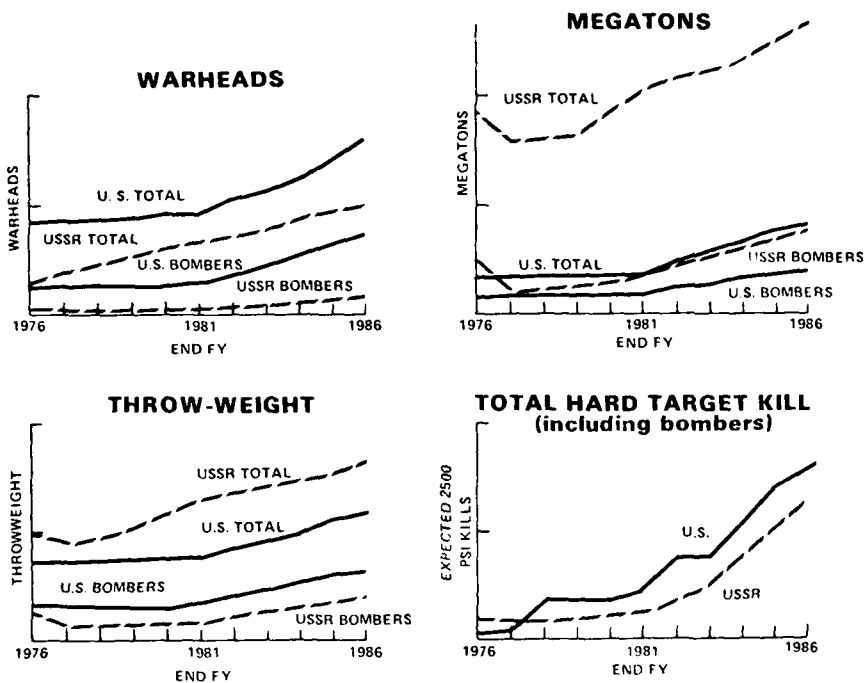 WARHEADS
WARHEADS
U. S. TOTAL
USSR TOTAL
U.S. BOMBERS
USSR BOMBERS
1976
1981
1986
END FY
MEGATONS
MEGATONS
USSR TOTAL
U.S. TOTAL
USSR BOMBERS
U.S. BOMBERS
1976
1981
1986
END FY
THROW-WEIGHT
THROWWEIGHT
USSR TOTAL
U.S. TOTAL
U.S. BOMBERS
USSR BOMBERS
1976
1981
1986
END FY
TOTAL HARD TARGET KILL
(including bombers)
EXPECTED 2500
PSI KILLS
U.S.
USSR
1976
1981
1986
END FY